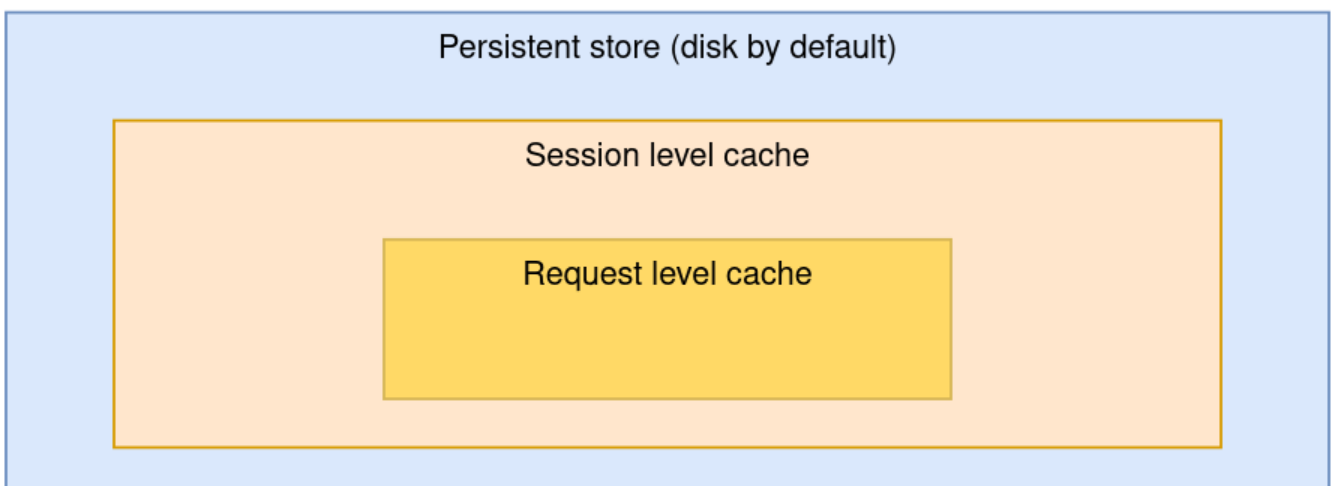 Persistent store (disk by default)
Session level cache
Request level cache